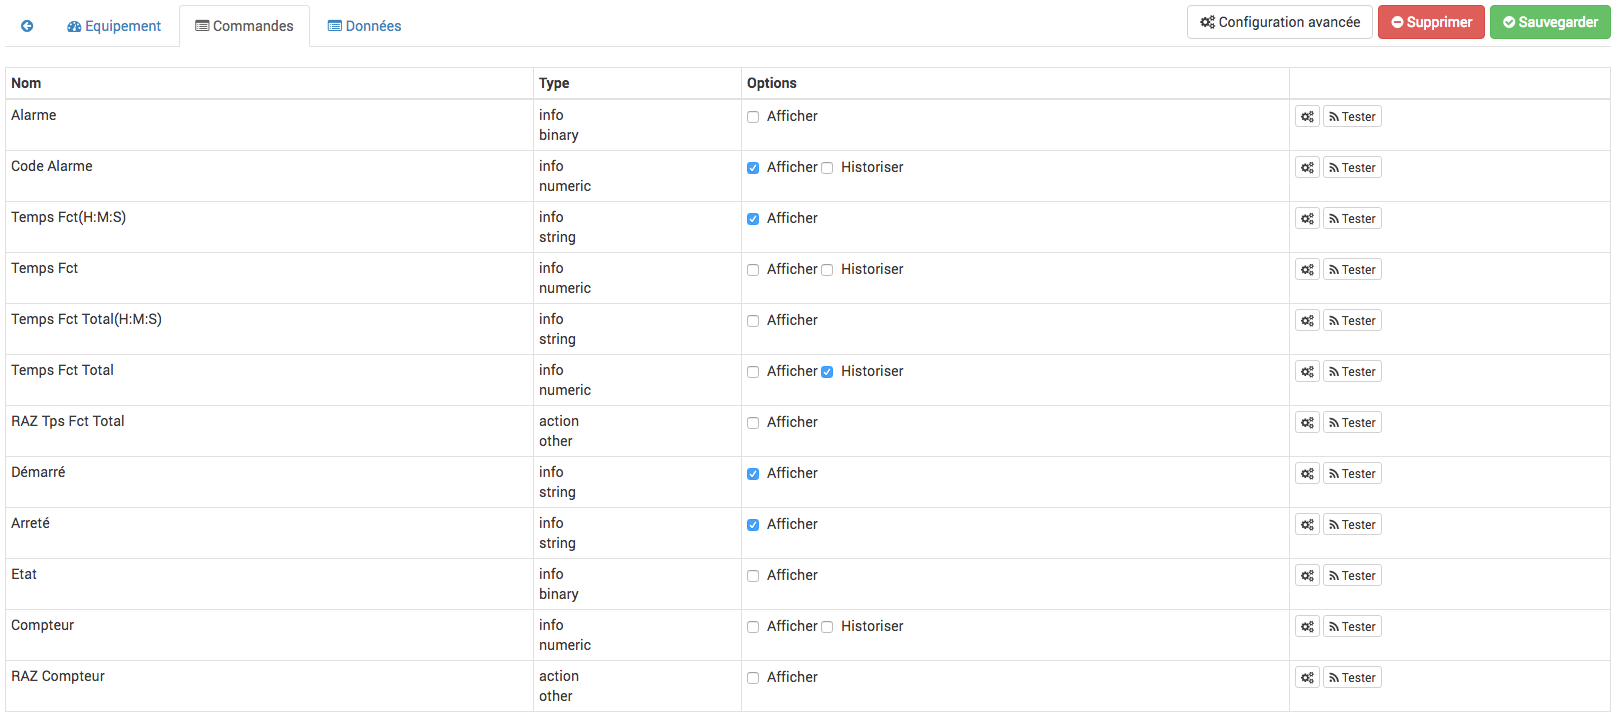 Equipement Commandes Données Configuration avancée Supprimer Sauvegarder
Nom Type Options
Alarme info Afficher Tester
binary
Code Alarme info Afficher Historiser Tester
numeric
Temps Fct(H:M:S) info Afficher Tester
string
Temps Fct info Afficher Historiser Tester
numeric
Temps Fct Total(H:M:S) info Afficher Tester
string
Temps Fct Total info Afficher Historiser Tester
numeric
RAZ Tps Fct Total action Afficher Tester
other
Démarré info Afficher Tester
string
Arreté info Afficher Tester
string
Etat info Afficher Tester
binary
Compteur info Afficher Historiser Tester
numeric
RAZ Compteur action Afficher Tester
other